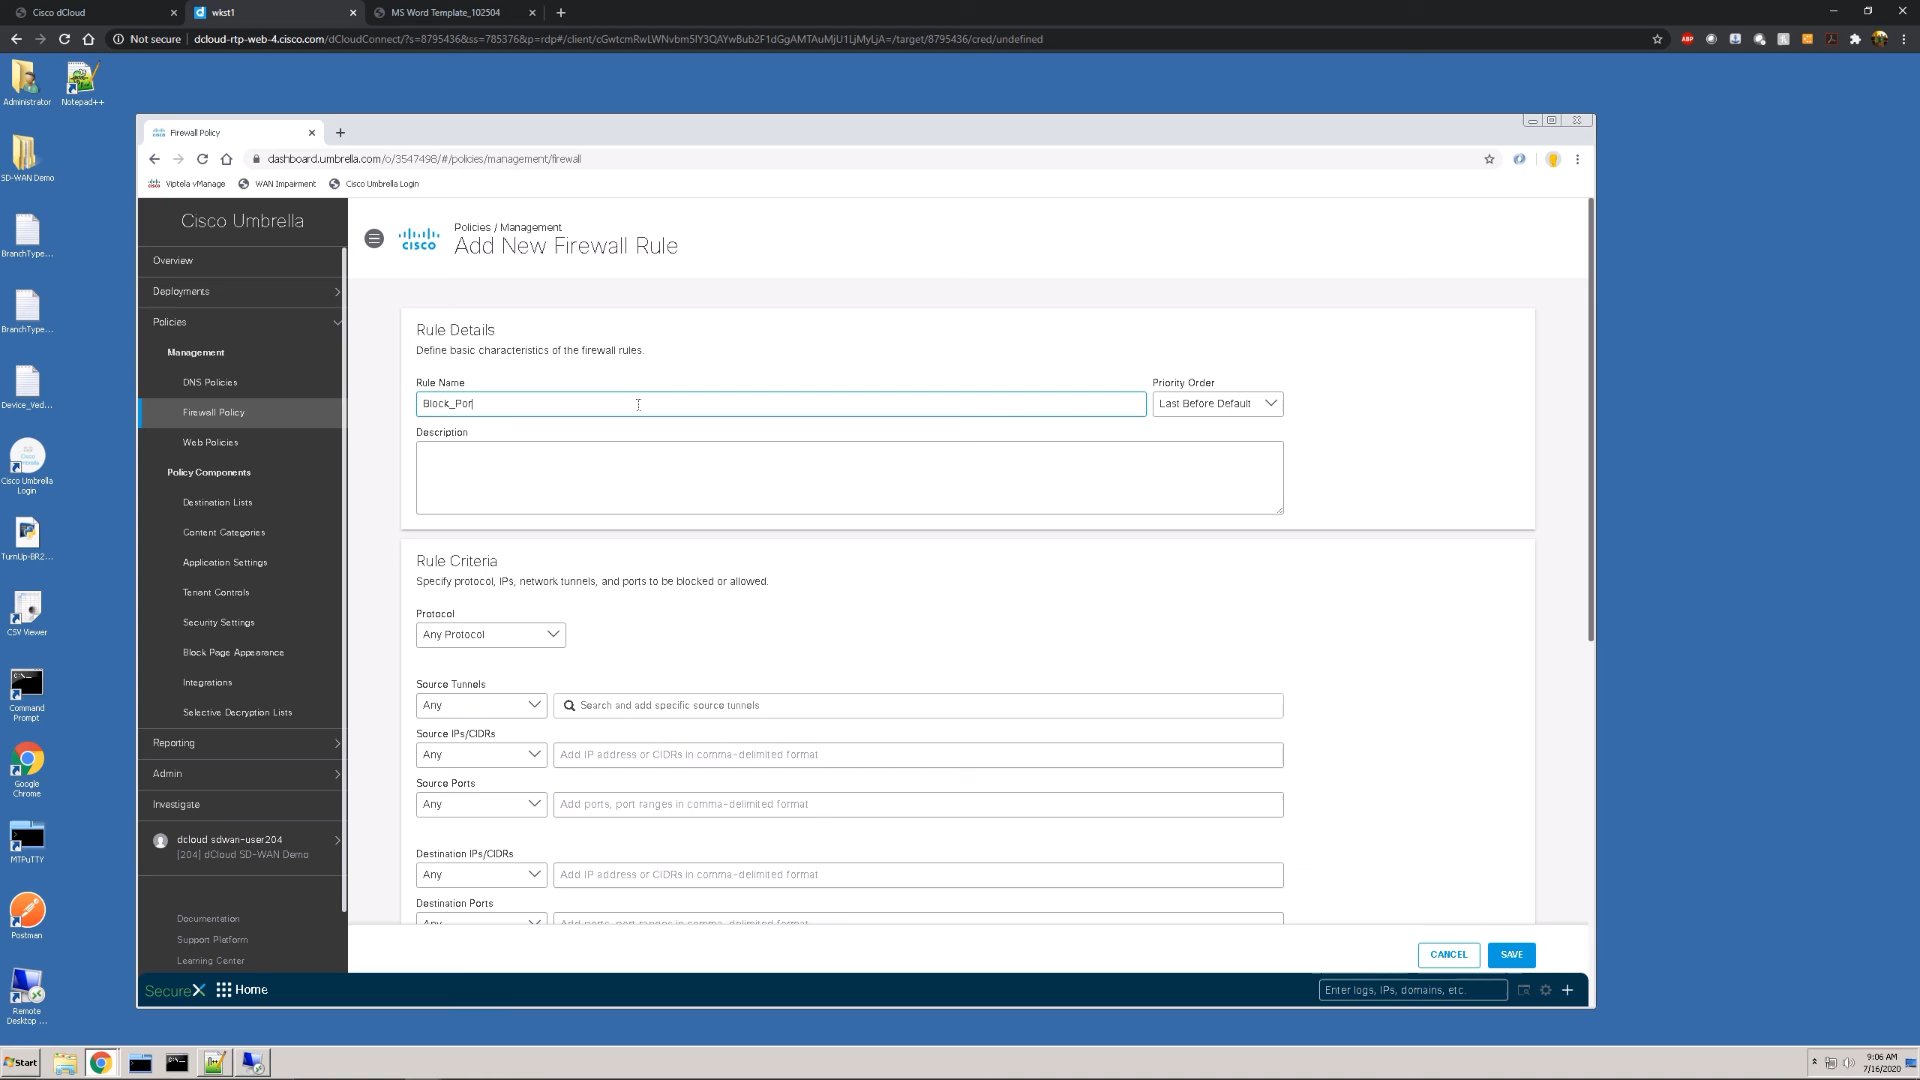 Cisco dCloud
wkst1
MS Word Template_102504
Not secure
dcloud-rtp-web-4.cisco.com/dCloudConnect/?s=8795436&ss=785376&p=rdp#/client/
Administrator
Notepad++
SD-WAN Demo
BranchType...
BranchType...
Device_Ved...
Cisco Umbrella Login
TurnUp-BR2...
CSV Viewer
Command Prompt
Google Chrome
MTPuTTY
Postman
Remote Desktop ...
Firewall Policy
dashboard.umbrella.com/o/3547498/#/policies/management/firewall
Viptela vManage
WAN Impairment
Cisco Umbrella Login
Cisco Umbrella
Overview
Deployments
Policies
Management
DNS Policies
Firewall Policy
Web Policies
Policy Components
Destination Lists
Content Categories
Application Settings
Tenant Controls
Security Settings
Block Page Appearance
Integrations
Selective Decryption Lists
Reporting
Admin
Investigate
dcloud sdwan-user204
[204] dCloud SD-WAN Demo
Documentation
Support Platform
Learning Center
cisco
Policies / Management
Add New Firewall Rule
Rule Details
Define basic characteristics of the firewall rules.
Rule Name
Priority Order
Block_Por
Last Before Default
Description
Rule Criteria
Specify protocol, IPs, network tunnels, and ports to be blocked or allowed.
Protocol
Any Protocol
Source Tunnels
Any
Search and add specific source tunnels
Source IPs/CIDRs
Any
Add IP address or CIDRs in comma-delimited format
Source Ports
Any
Add ports, port ranges in comma-delimited format
Destination IPs/CIDRs
Any
Add IP address or CIDRs in comma-delimited format
Destination Ports
Any
Add ports, port ranges in comma-delimited format
CANCEL
SAVE
SecureX
Home
Enter logs, IPs, domains, etc.
Start
9:06 AM
7/16/2020